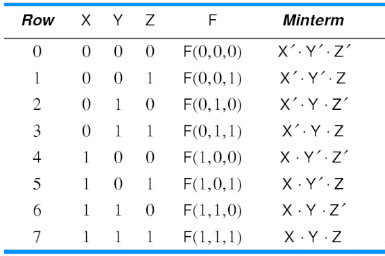 Row X Y Z F Minterm
0 0 0 0 F(0,0,0) X′ · Y′ · Z′
1 0 0 1 F(0,0,1) X′ · Y′ · Z
2 0 1 0 F(0,1,0) X′ · Y · Z′
3 0 1 1 F(0,1,1) X′ · Y · Z
4 1 0 0 F(1,0,0) X · Y′ · Z′
5 1 0 1 F(1,0,1) X · Y′ · Z
6 1 1 0 F(1,1,0) X · Y · Z′
7 1 1 1 F(1,1,1) X · Y · Z